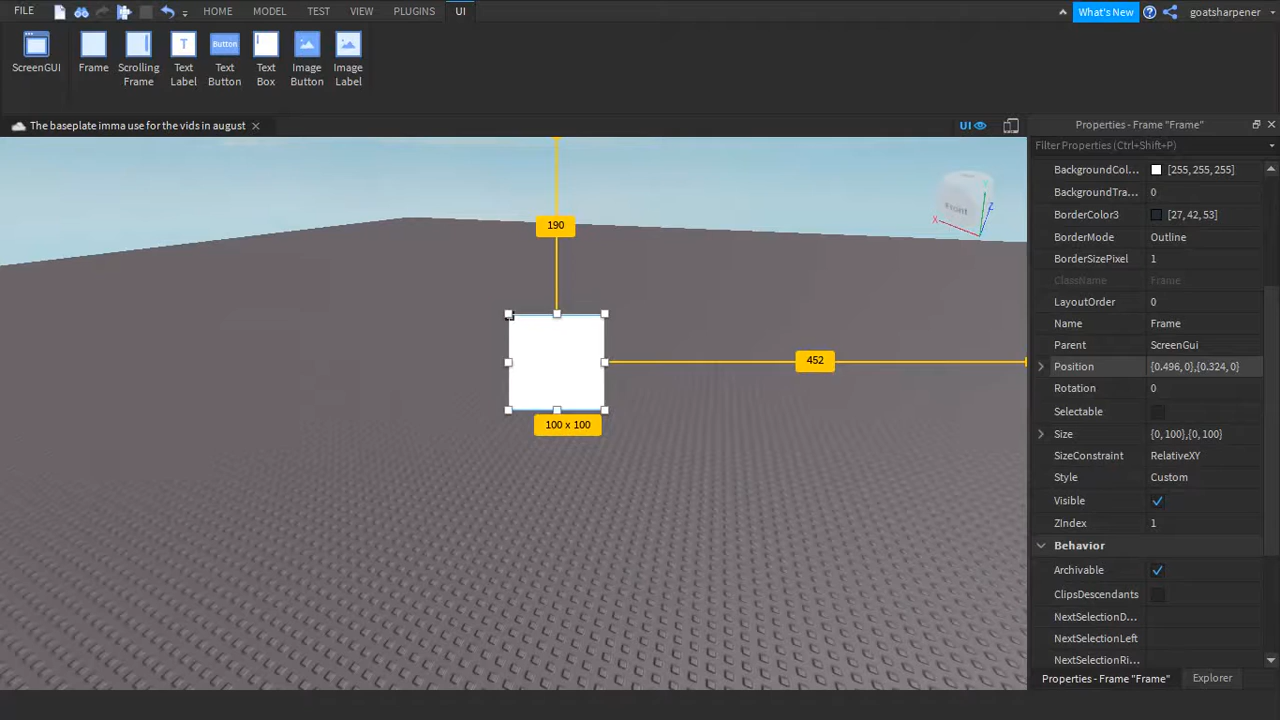 FILE
HOME
MODEL
TEST
VIEW
PLUGINS
UI
What's New
goatsharpener
ScreenGUI
Frame
Scrolling
Frame
Text
Label
Button
Text
Button
Text
Box
Image
Button
Image
Label
The baseplate imma use for the vids in august
UI
Properties - Frame "Frame"
Filter Properties (Ctrl+Shift+P)
BackgroundCol... [255, 255, 255]
BackgroundTra... 0
BorderColor3 [27, 42, 53]
BorderMode Outline
BorderSizePixel 1
ClassName Frame
LayoutOrder 0
Name Frame
Parent ScreenGui
Position {0.496, 0},{0.324, 0}
Rotation 0
Selectable
Size {0, 100},{0, 100}
SizeConstraint RelativeXY
Style Custom
Visible
ZIndex 1
Behavior
Archivable
ClipsDescendants
NextSelectionD...
NextSelectionLeft
NextSelectionRi...
Properties - Frame "Frame" Explorer
190
452
100 x 100
Front
X
Z